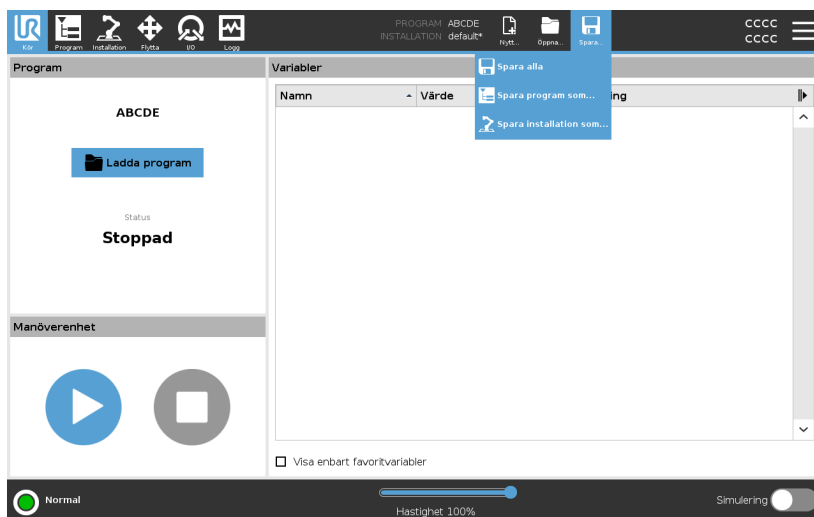 UR
Kör
Program
Installation
Flytta
I/O
Logg
PROGRAM ABCDE
INSTALLATION default*
Nytt...
Öppna...
Spara...
cccc
cccc
Program
Variabler
Spara alla
Spara program som...
Spara installation som...
Namn
Värde
ing
ABCDE
Ladda program
Status
Stoppad
Manöverenhet
Visa enbart favoritvariabler
Normal
Hastighet 100%
Simulering